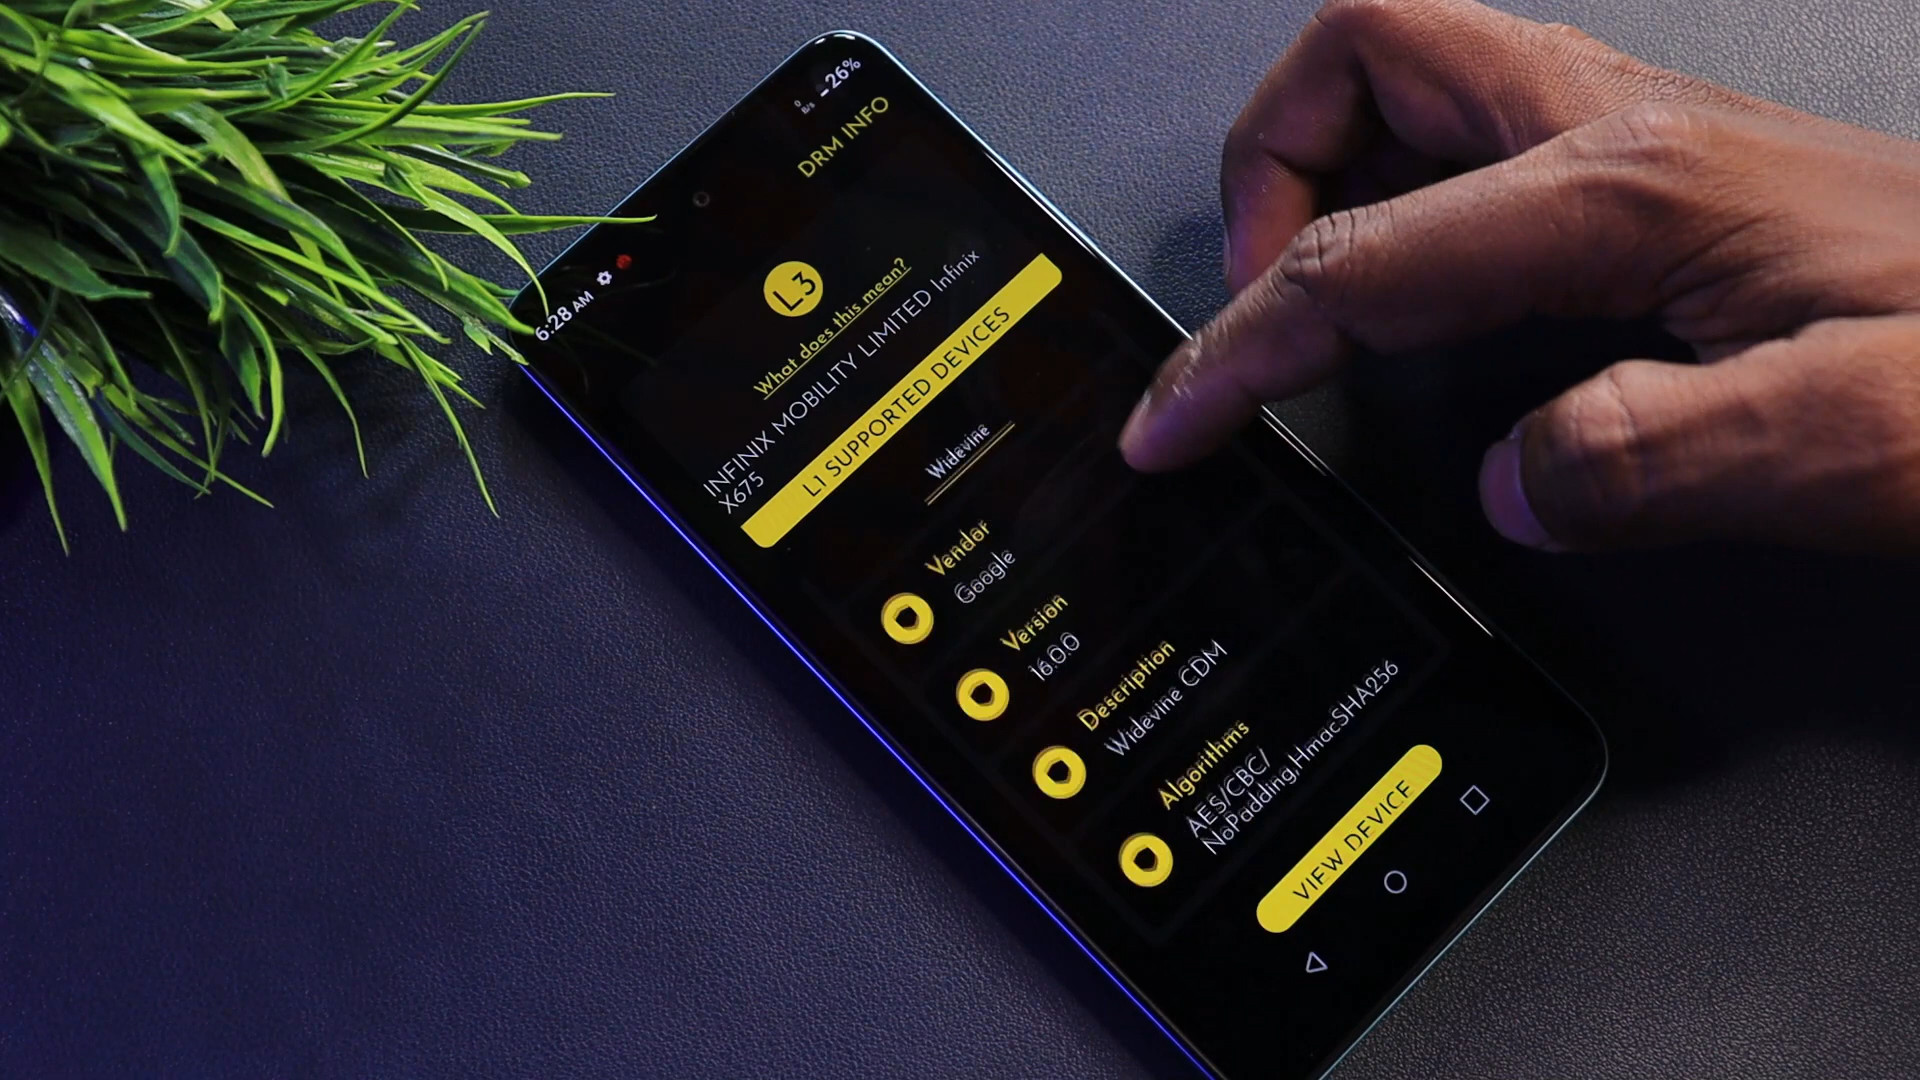 6:28 AM
0 B/s
26%
DRM INFO
L3
What does this mean?
INFINIX MOBILITY LIMITED Infinix
X675
L1 SUPPORTED DEVICES
Widevine
Vendor
Google
Version
16.0.0
Description
Widevine CDM
Algorithms
AES/CBC/
NoPadding,HmacSHA256
VIEW DEVICE